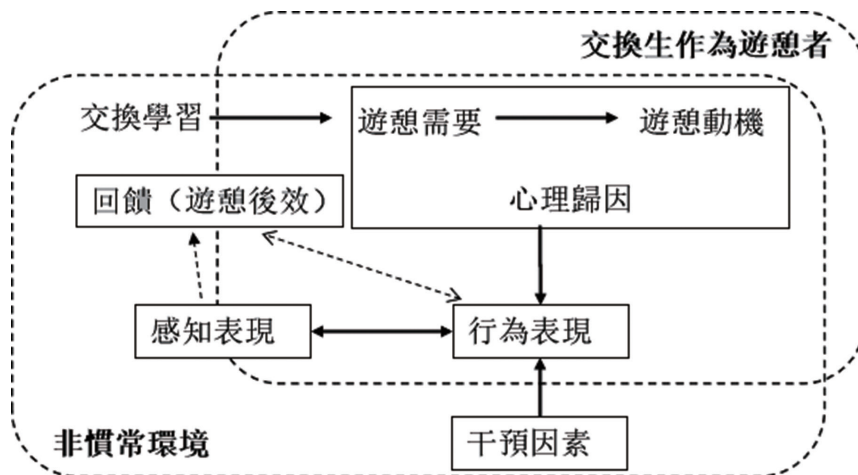 交換生作為遊憩者
交換學習
遊憩需要
遊憩動機
回饋（遊憩後效）
心理歸因
感知表現
行為表現
非慣常環境
干預因素